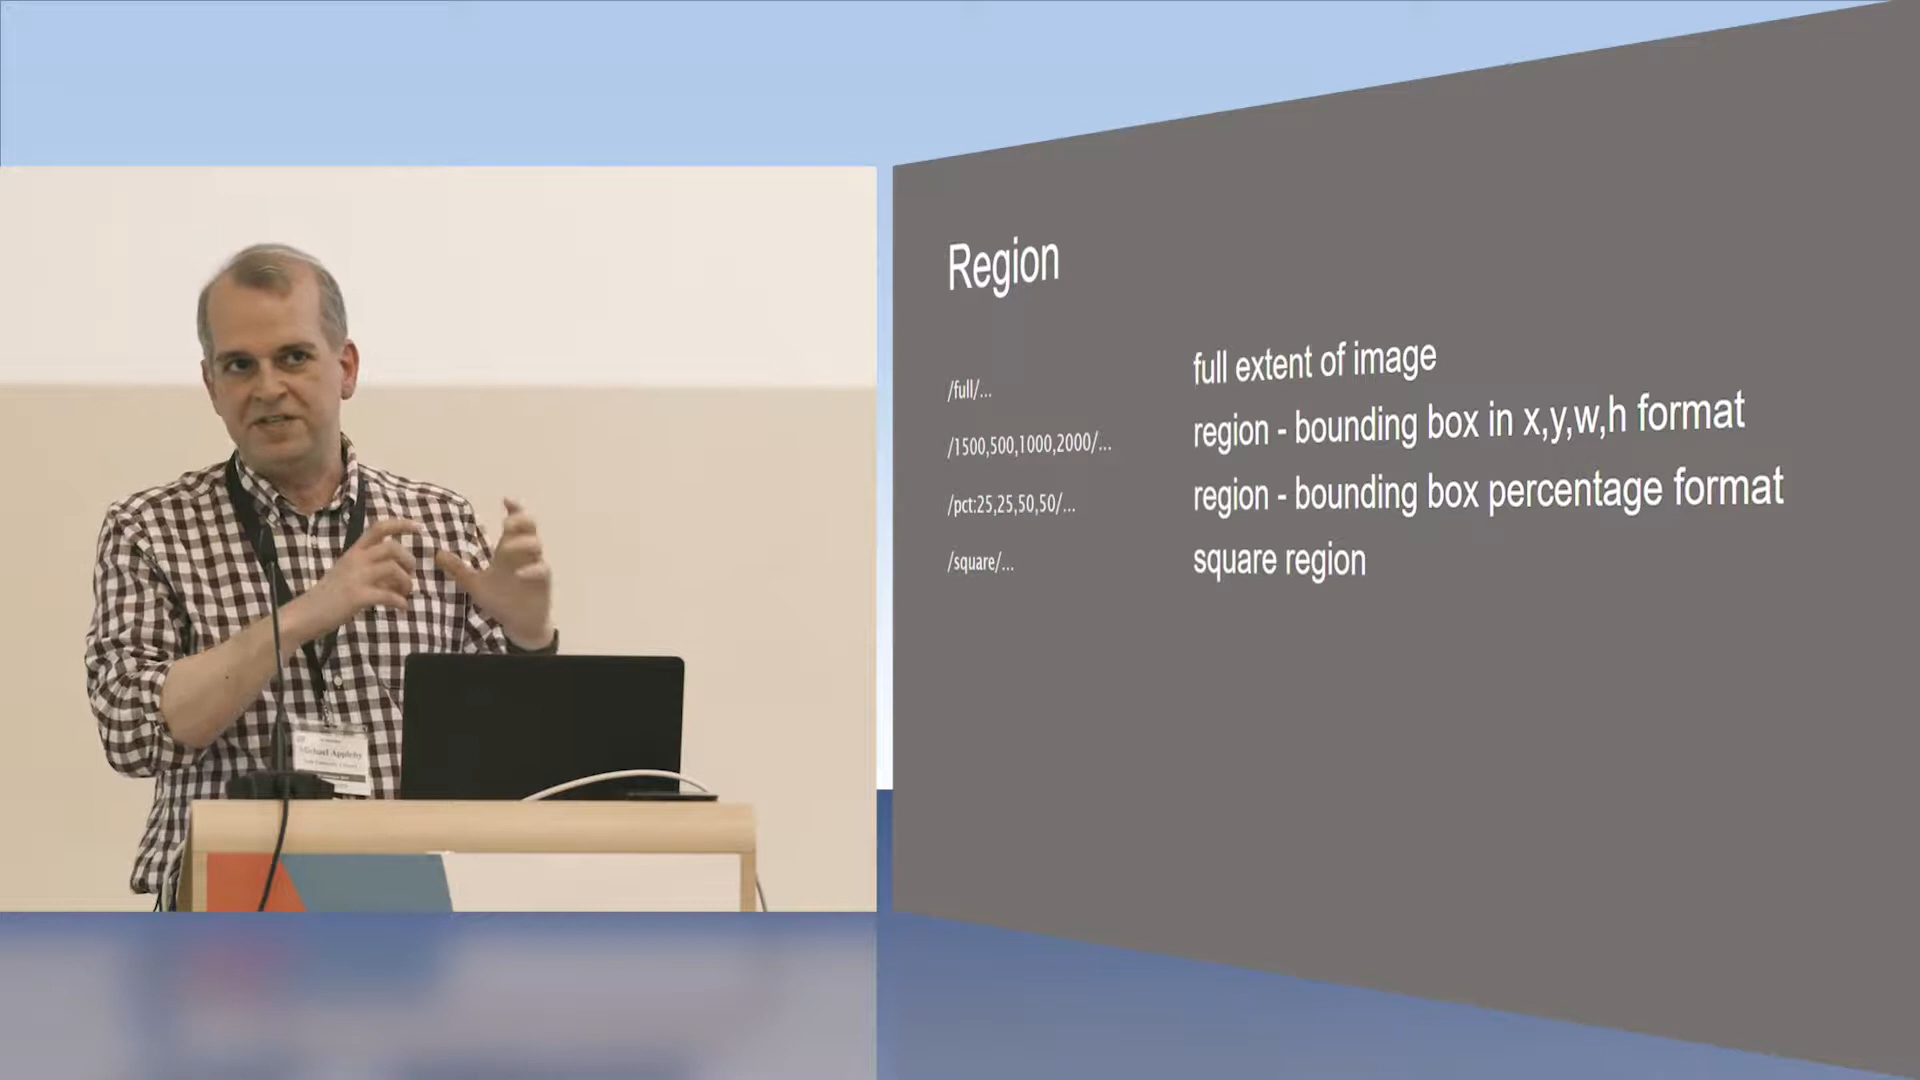 Region
/full/... full extent of image
/1500,500,1000,2000/... region - bounding box in x,y,w,h format
/pct:25,25,50,50/... region - bounding box percentage format
/square/... square region
Michael Appleby